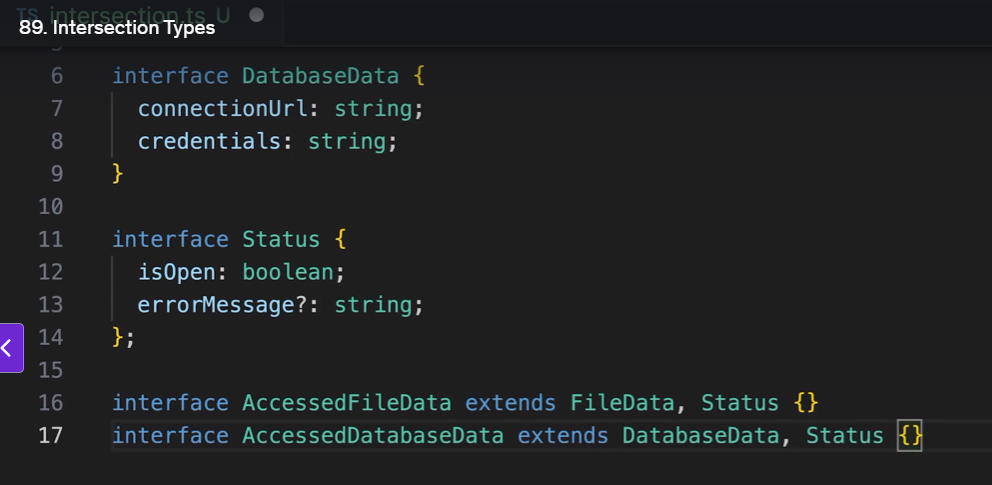 TS intersection.ts U
89. Intersection Types
6 interface DatabaseData {
7 connectionUrl: string;
8 credentials: string;
9 }
10
11 interface Status {
12 isOpen: boolean;
13 errorMessage?: string;
14 };
15
16 interface AccessedFileData extends FileData, Status {}
17 interface AccessedDatabaseData extends DatabaseData, Status {}